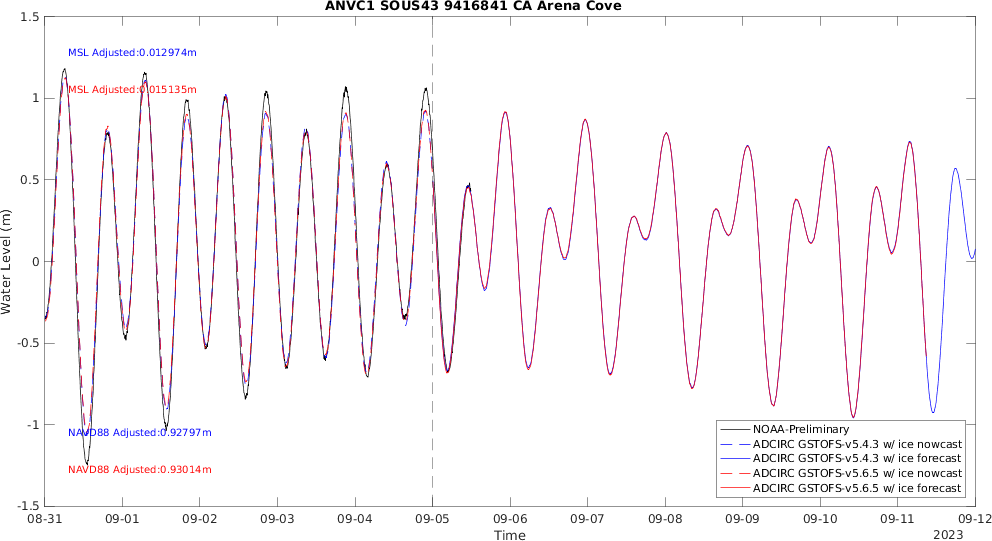 ANVC1 SOUS43 9416841 CA Arena Cove
1.5
1
0.5
0
-0.5
-1
-1.5
Water Level (m)
MSL Adjusted:0.012974m
MSL Adjusted:0.015135m
NAVD88 Adjusted:0.92797m
NAVD88 Adjusted:0.93014m
NOAA-Preliminary
ADCIRC GSTOFS-v5.4.3 w/ ice nowcast
ADCIRC GSTOFS-v5.4.3 w/ ice forecast
ADCIRC GSTOFS-v5.6.5 w/ ice nowcast
ADCIRC GSTOFS-v5.6.5 w/ ice forecast
08-31 09-01 09-02 09-03 09-04 09-05 09-06 09-07 09-08 09-09 09-10 09-11 09-12
Time
2023